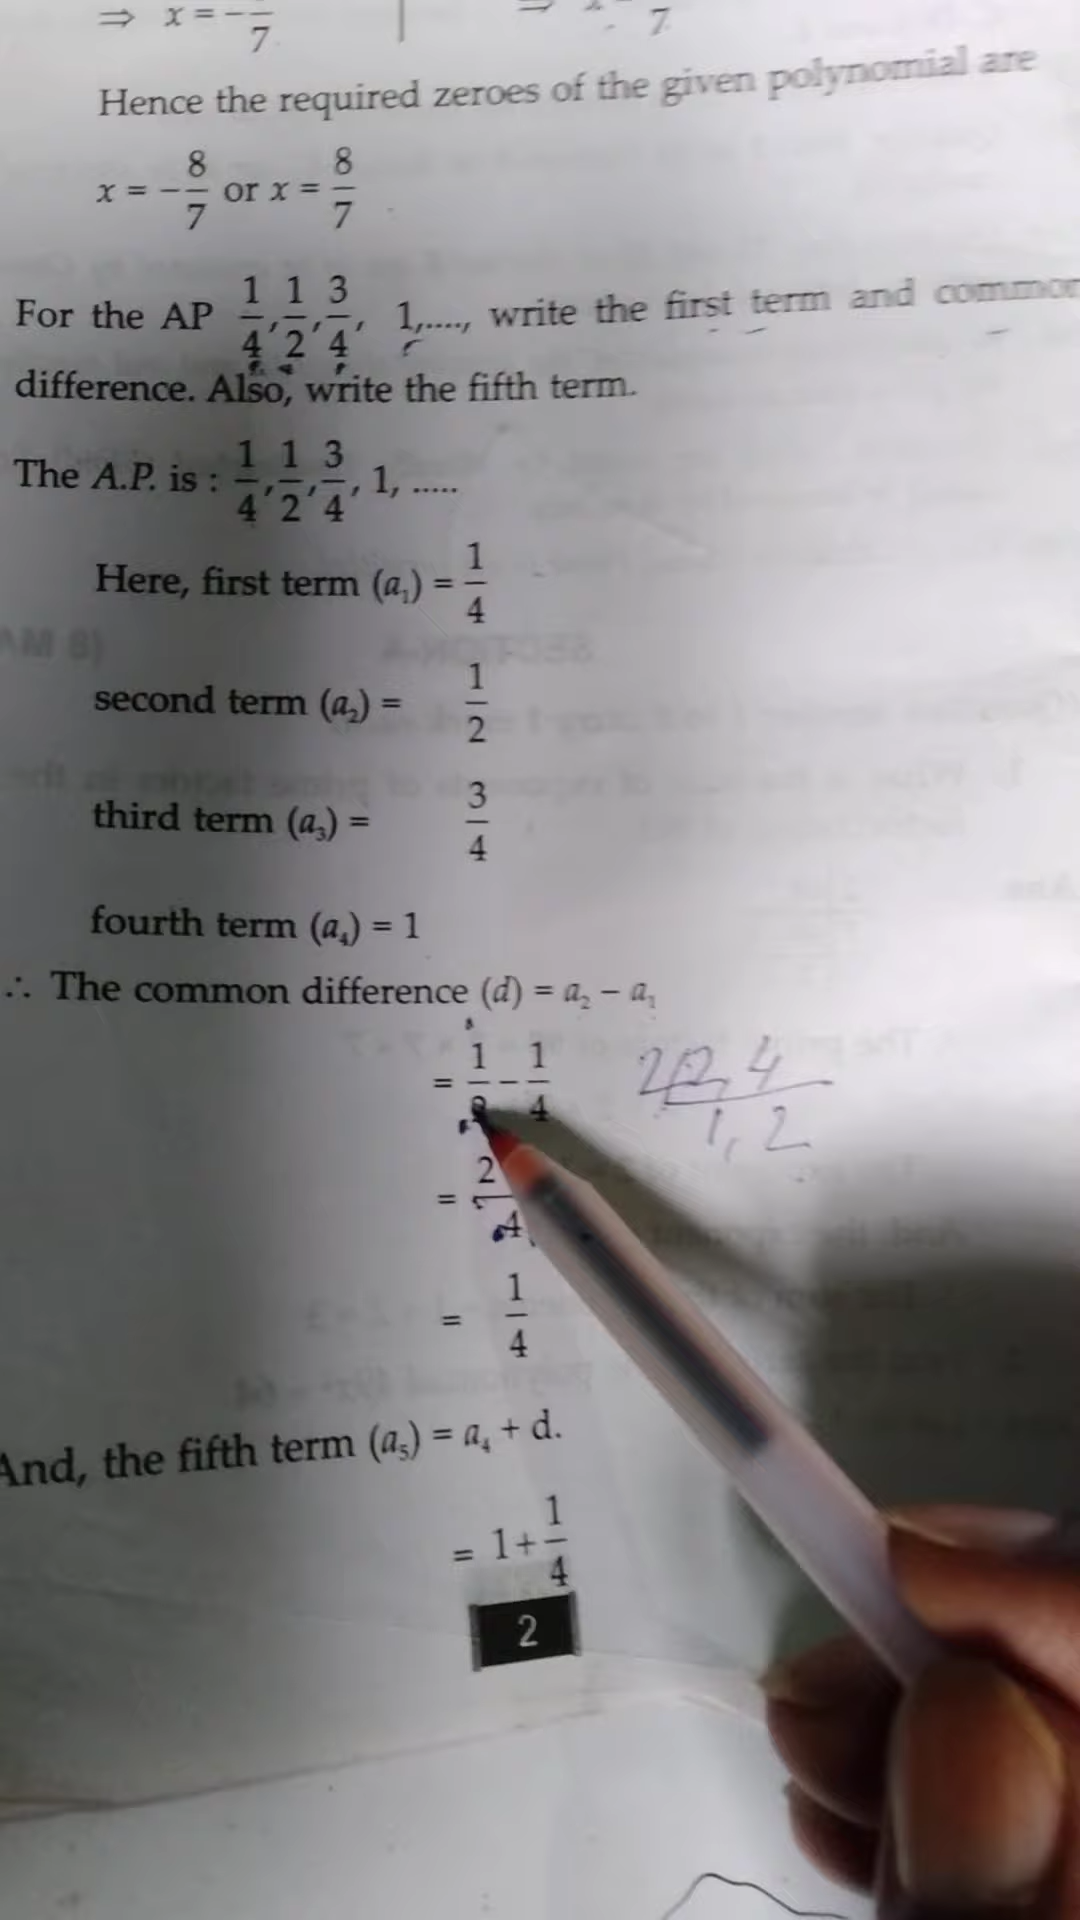 ⇒ x = − 7
7
Hence the required zeroes of the given polynomial are
x = −8/7 or x = 8/7
For the AP 1/4, 1/2, 3/4, 1,...., write the first term and common
difference. Also, write the fifth term.
The A.P. is : 1/4, 1/2, 3/4, 1, .....
Here, first term (a₁) = 1/4
second term (a₂) = 1/2
third term (a₃) = 3/4
fourth term (a₄) = 1
∴ The common difference (d) = a₂ − a₁
= 1/2 − 1/4
2 2, 4
1, 2
= 2 / 4
= 1/4
And, the fifth term (a₅) = a₄ + d.
= 1+1/4
2